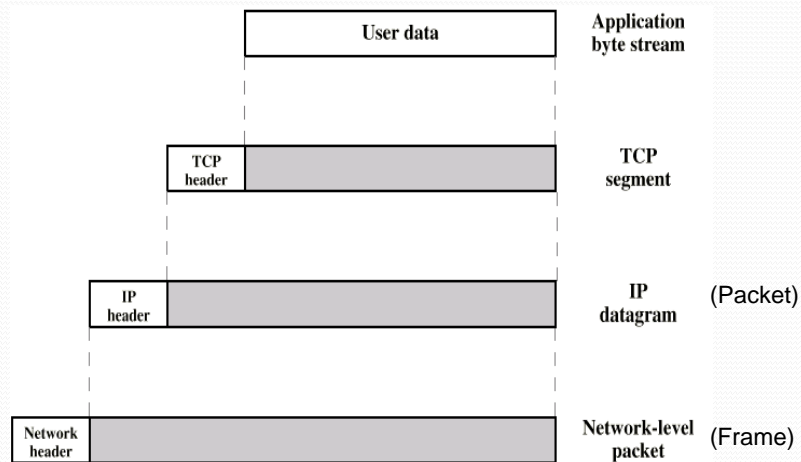 User data
Application
byte stream
TCP
header
TCP
segment
IP
header
IP
datagram
(Packet)
Network
header
Network-level
packet
(Frame)